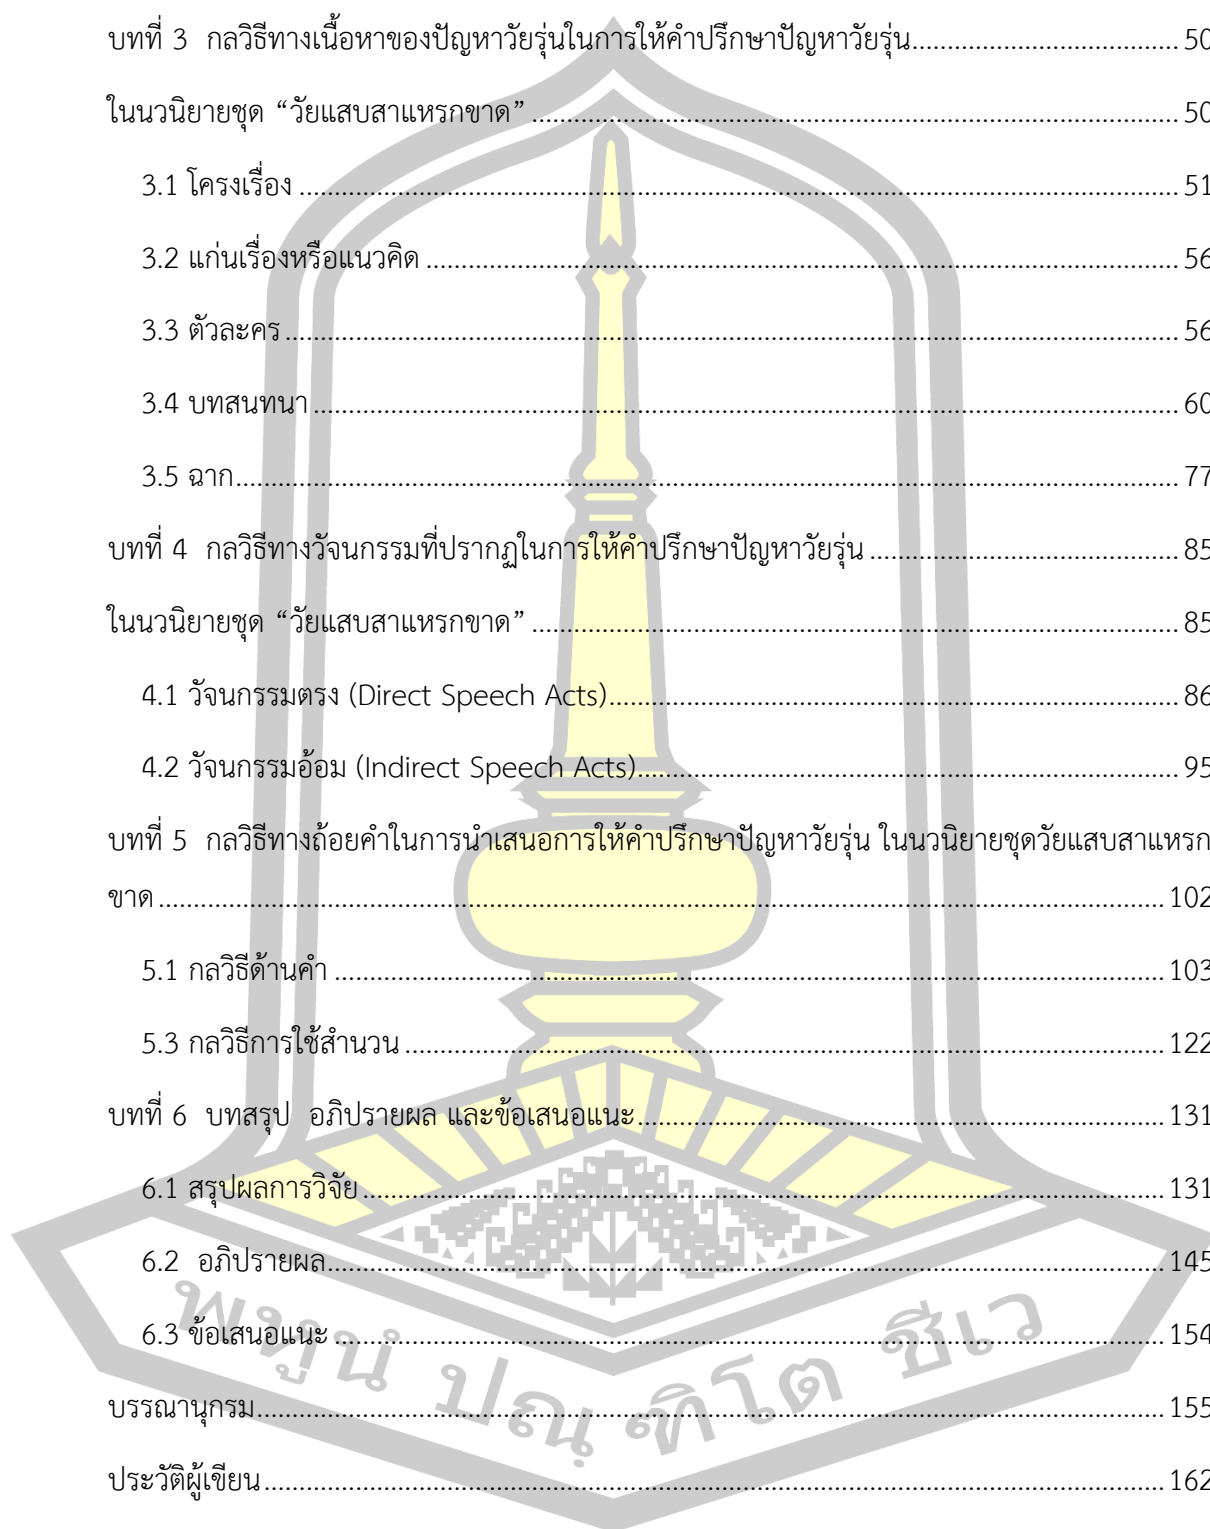 บทที่ 3  กลวิธีทางเนื้อหาของปัญหาวัยรุ่นในการให้คำปรึกษาปัญหาวัยรุ่น.................................. 50
ในนวนิยายชุด “วัยแสบสาแหรกขาด” .................................................................................. 50
3.1 โครงเรื่อง ................................................................................................................ 51
3.2 แก่นเรื่องหรือแนวคิด ................................................................................................ 56
3.3 ตัวละคร .................................................................................................................. 56
3.4 บทสนทนา .............................................................................................................. 60
3.5 ฉาก........................................................................................................................ 77
บทที่ 4  กลวิธีทางวัจนกรรมที่ปรากฏในการให้คำปรึกษาปัญหาวัยรุ่น ....................................... 85
ในนวนิยายชุด “วัยแสบสาแหรกขาด” .................................................................................. 85
4.1 วัจนกรรมตรง (Direct Speech Acts)......................................................................... 86
4.2 วัจนกรรมอ้อม (Indirect Speech Acts)..................................................................... 95
บทที่ 5  กลวิธีทางถ้อยคำในการนำเสนอการให้คำปรึกษาปัญหาวัยรุ่น ในนวนิยายชุดวัยแสบสาแหรก
ขาด ................................................................................................................................ 102
5.1 กลวิธีด้านคำ .......................................................................................................... 103
5.3 กลวิธีการใช้สำนวน ................................................................................................. 122
บทที่ 6  บทสรุป  อภิปรายผล และข้อเสนอแนะ.................................................................... 131
6.1 สรุปผลการวิจัย ...................................................................................................... 131
6.2  อภิปรายผล........................................................................................................... 145
6.3 ข้อเสนอแนะ .......................................................................................................... 154
บรรณานุกรม.................................................................................................................... 155
ประวัติผู้เขียน ................................................................................................................... 162
พหูนํ ปณฺฑิโต ชีเว